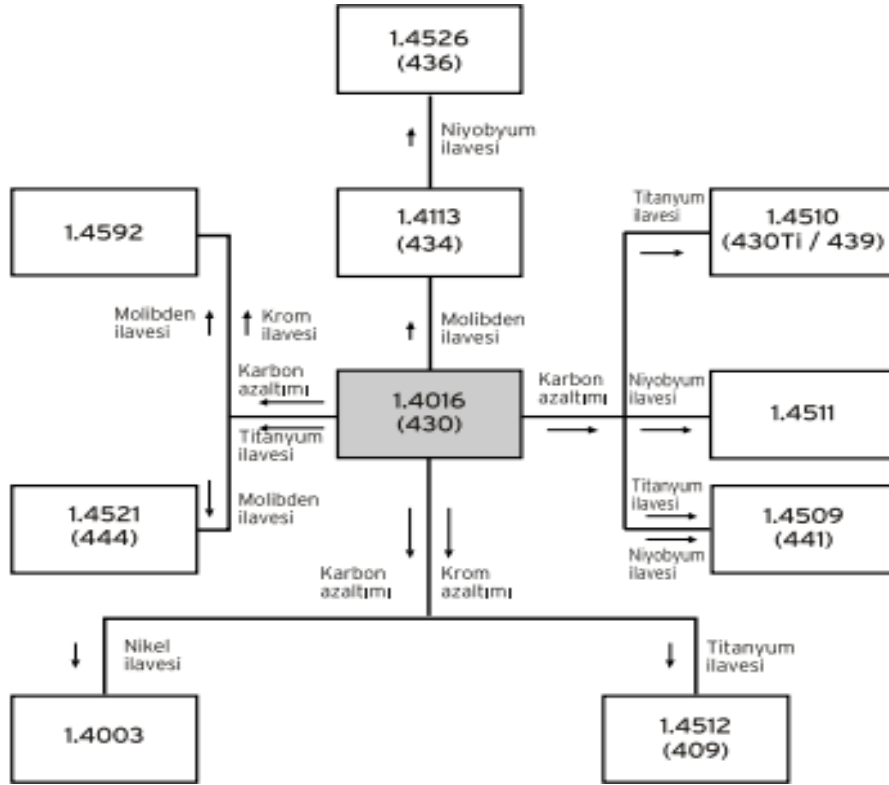 1.4526
(436)
Niyobyum
ilavesi
1.4592
1.4113
(434)
Titanyum
ilavesi
1.4510
(430Ti / 439)
Molibden
ilavesi
Krom
ilavesi
Molibden
ilavesi
Karbon
azaltımı
1.4016
(430)
Karbon
azaltımı
Niyobyum
ilavesi
1.4511
Titanyum
ilavesi
1.4521
(444)
Molibden
ilavesi
Titanyum
ilavesi
1.4509
(441)
Niyobyum
ilavesi
Karbon
azaltımı
Krom
azaltımı
Nikel
ilavesi
Titanyum
ilavesi
1.4003
1.4512
(409)